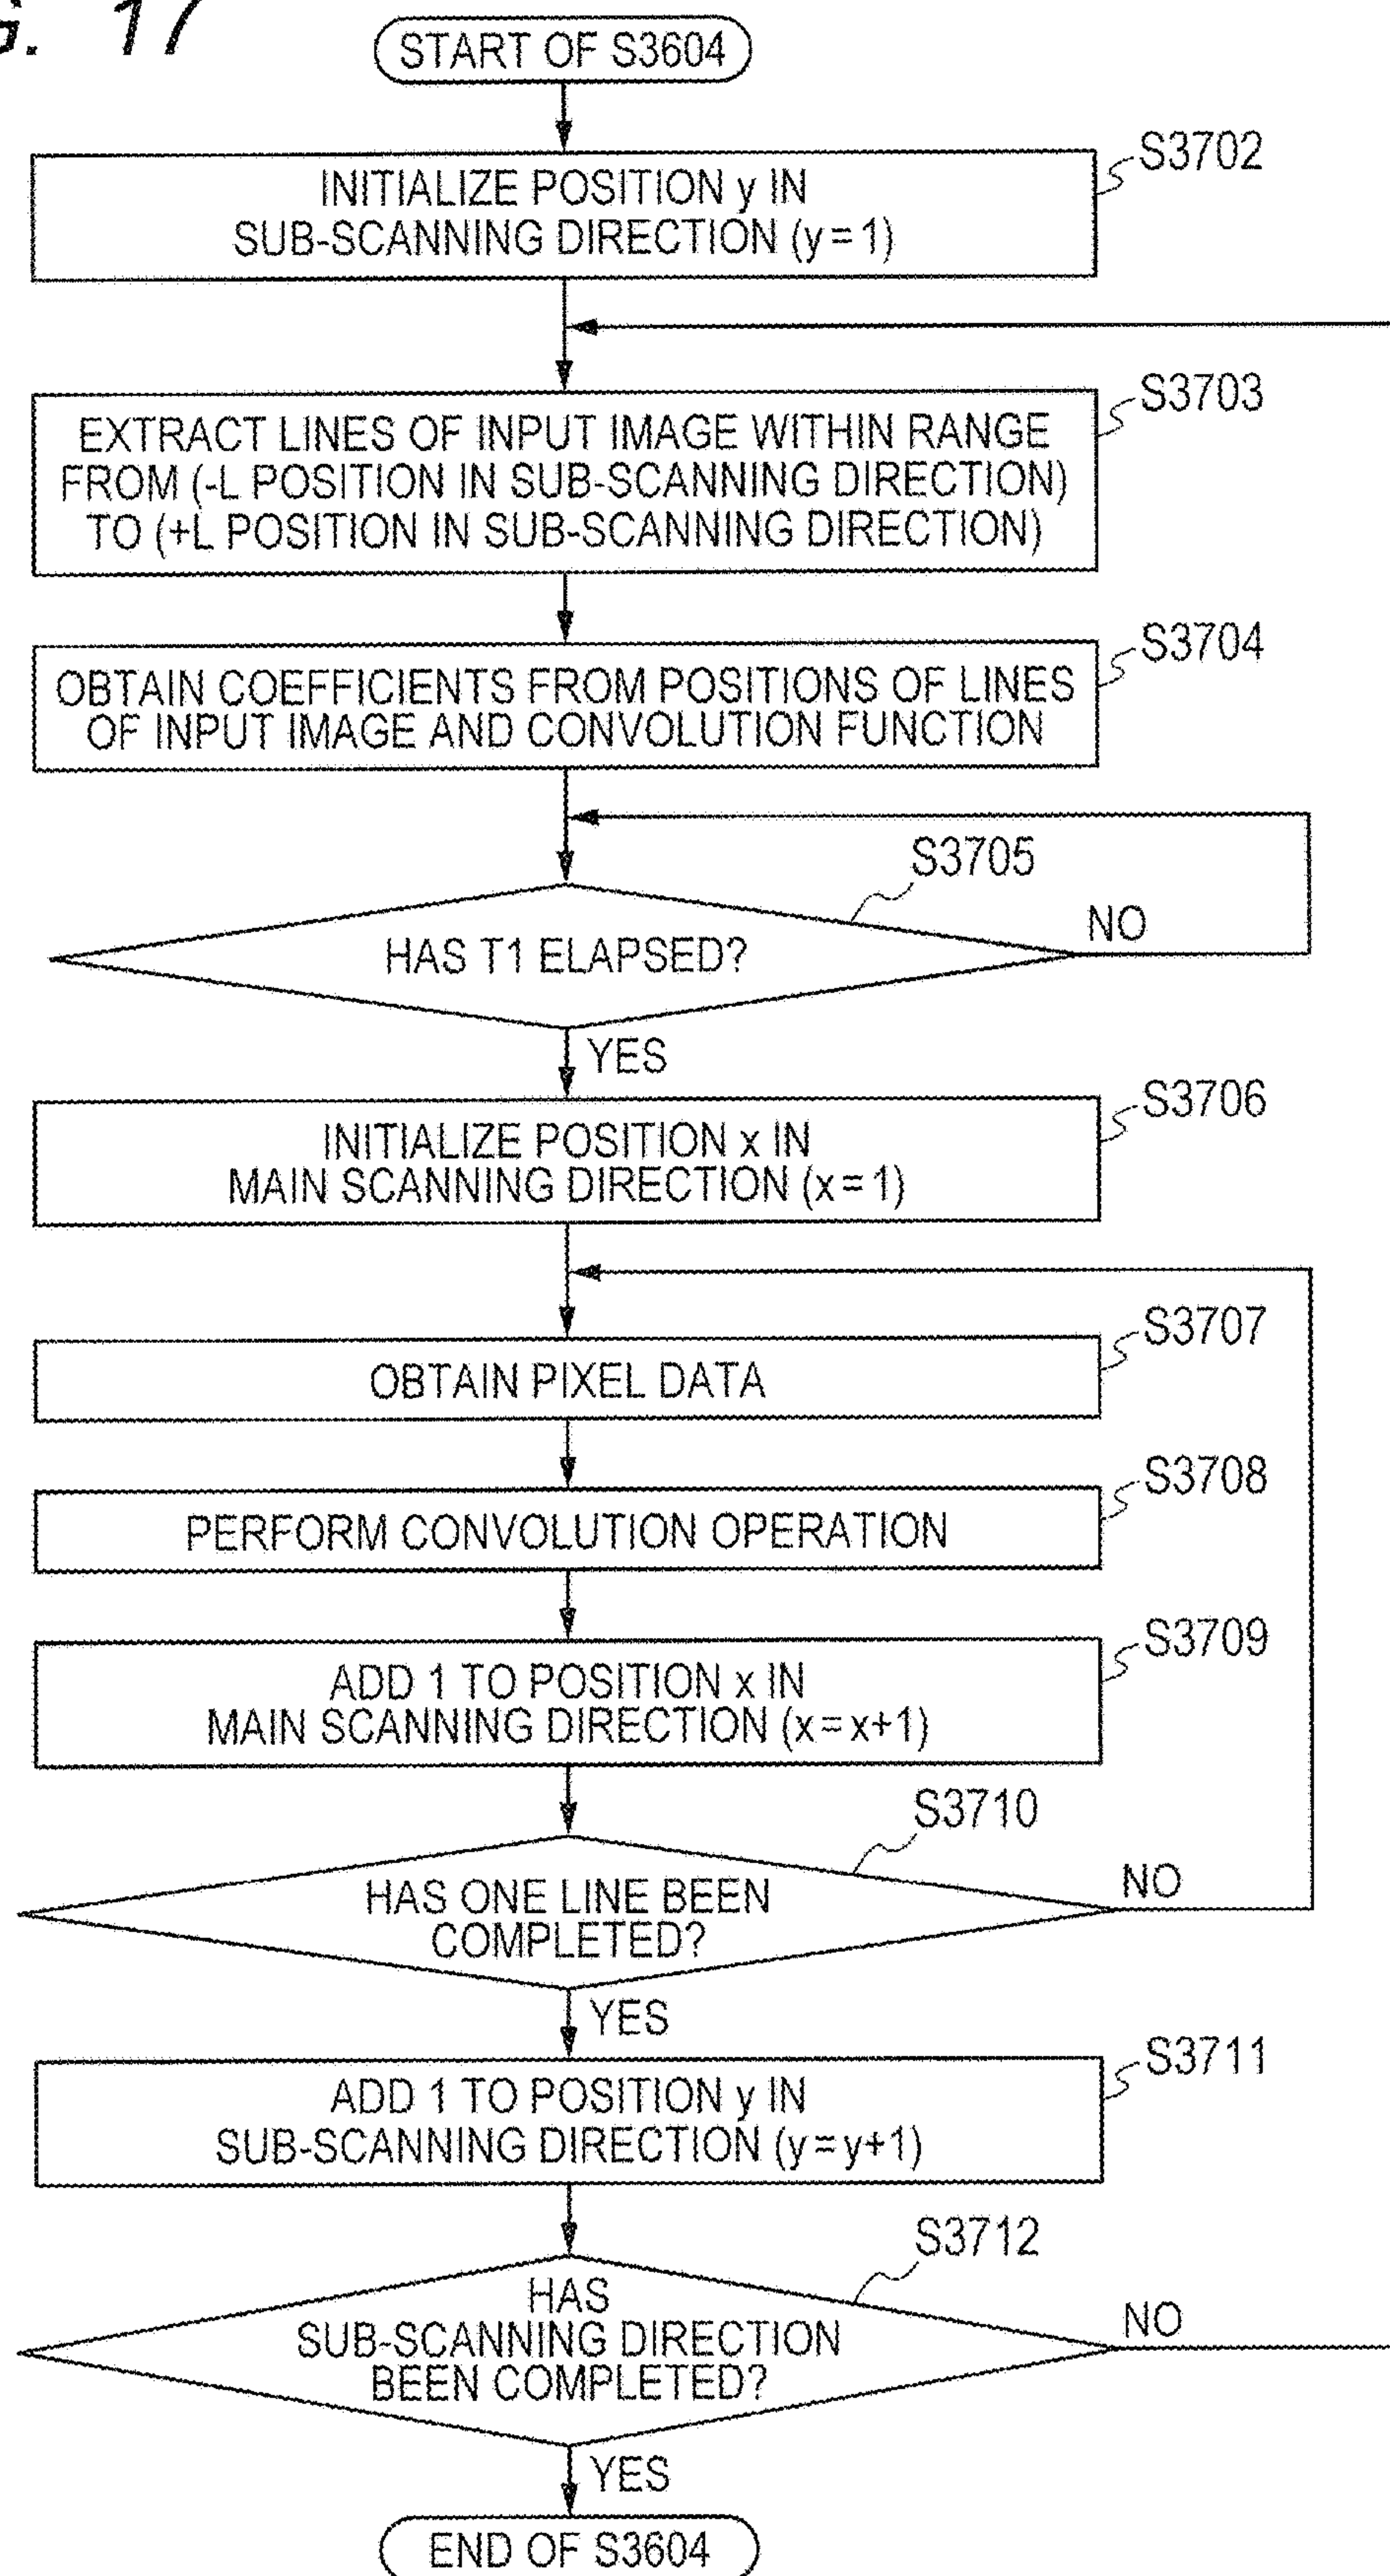 G. 17
START OF S3604
S3702
INITIALIZE POSITION y IN
SUB-SCANNING DIRECTION (y=1)
S3703
EXTRACT LINES OF INPUT IMAGE WITHIN RANGE
FROM (-L POSITION IN SUB-SCANNING DIRECTION)
TO (+L POSITION IN SUB-SCANNING DIRECTION)
S3704
OBTAIN COEFFICIENTS FROM POSITIONS OF LINES
OF INPUT IMAGE AND CONVOLUTION FUNCTION
S3705
HAS T1 ELAPSED?
NO
YES
S3706
INITIALIZE POSITION x IN
MAIN SCANNING DIRECTION (x=1)
S3707
OBTAIN PIXEL DATA
S3708
PERFORM CONVOLUTION OPERATION
S3709
ADD 1 TO POSITION x IN
MAIN SCANNING DIRECTION (x=x+1)
S3710
HAS ONE LINE BEEN
COMPLETED?
NO
YES
S3711
ADD 1 TO POSITION y IN
SUB-SCANNING DIRECTION (y=y+1)
S3712
HAS
SUB-SCANNING DIRECTION
BEEN COMPLETED?
NO
YES
END OF S3604